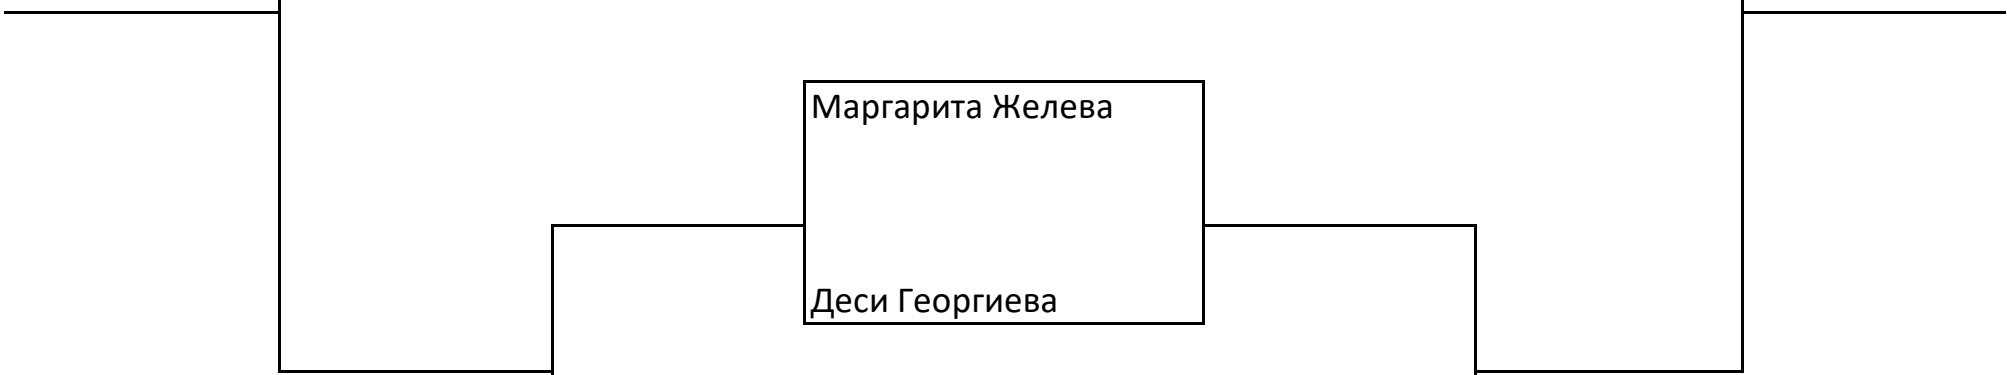 Маргарита Желева
Деси Георгиева